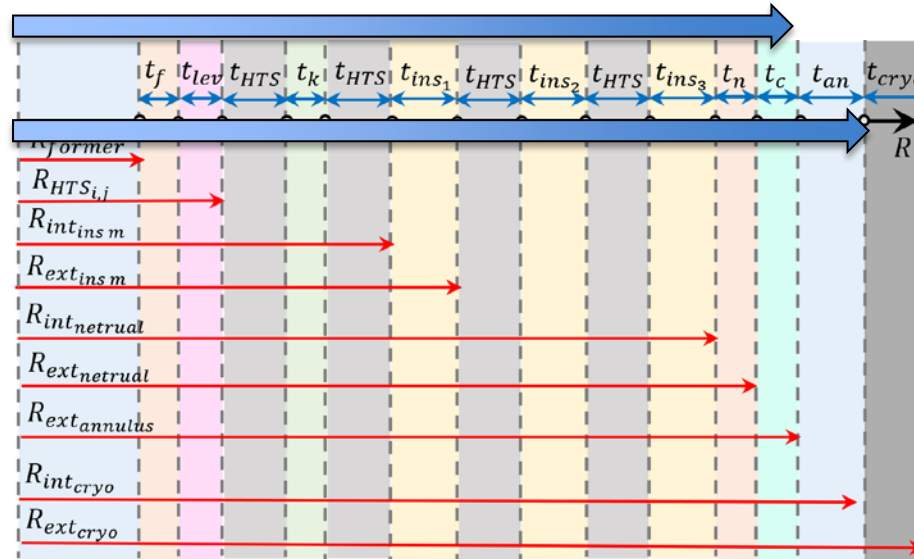 t_f t_lev t_HTS t_k t_HTS t_ins_1 t_HTS t_ins_2 t_HTS t_ins_3 t_n t_c t_an t_cryo
R
R_former
R_HTS_i,j
R_int_ins m
R_ext_ins m
R_int_netrual
R_ext_netrual
R_ext_annulus
R_int_cryo
R_ext_cryo